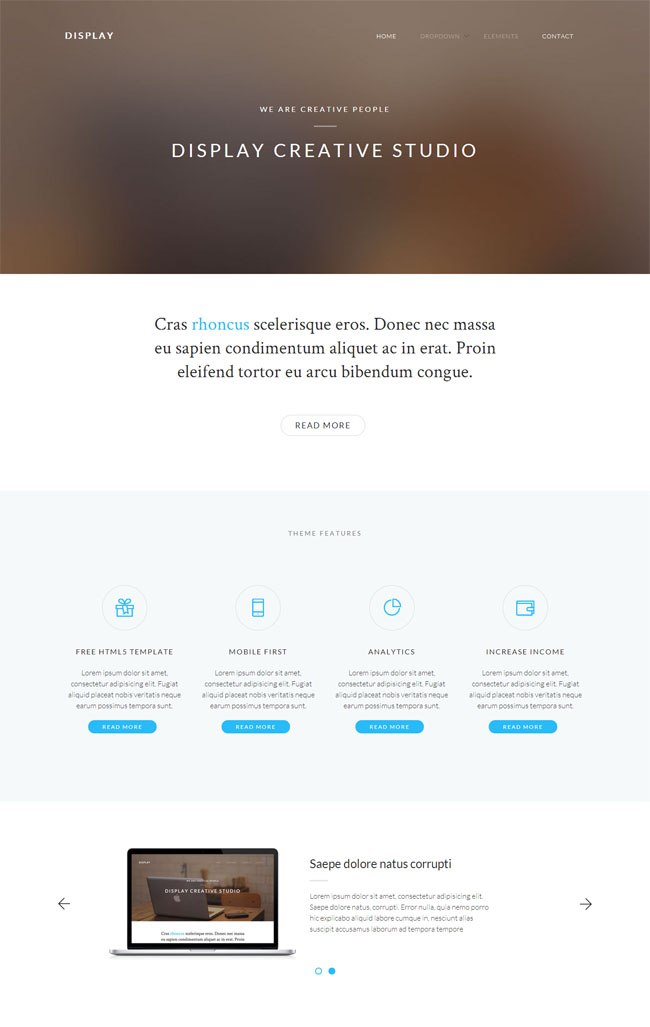 DISPLAY
HOME DROPDOWN ELEMENTS CONTACT
WE ARE CREATIVE PEOPLE
DISPLAY CREATIVE STUDIO
Cras rhoncus scelerisque eros. Donec nec massa
eu sapien condimentum aliquet ac in erat. Proin
eleifend tortor eu arcu bibendum congue.
READ MORE
THEME FEATURES
FREE HTML5 TEMPLATE
Lorem ipsum dolor sit amet,
consectetur adipisicing elit. Fugiat
aliquid placeat nobis veritatis neque
earum possimus tempora sunt.
READ MORE
MOBILE FIRST
Lorem ipsum dolor sit amet,
consectetur adipisicing elit. Fugiat
aliquid placeat nobis veritatis neque
earum possimus tempora sunt.
READ MORE
ANALYTICS
Lorem ipsum dolor sit amet,
consectetur adipisicing elit. Fugiat
aliquid placeat nobis veritatis neque
earum possimus tempora sunt.
READ MORE
INCREASE INCOME
Lorem ipsum dolor sit amet,
consectetur adipisicing elit. Fugiat
aliquid placeat nobis veritatis neque
earum possimus tempora sunt.
READ MORE
DISPLAY
DISPLAY CREATIVE STUDIO
Cras rhoncus scelerisque eros. Donec nec massa
eu sapien condimentum aliquet ac in erat. Proin
Saepe dolore natus corrupti
Lorem ipsum dolor sit amet, consectetur adipisicing elit.
Saepe dolore natus, corrupti. Error nulla, quia nemo porro
hic explicabo aliquid labore cumque in, nesciunt alias
suscipit accusamus laborum ad tempora tempore